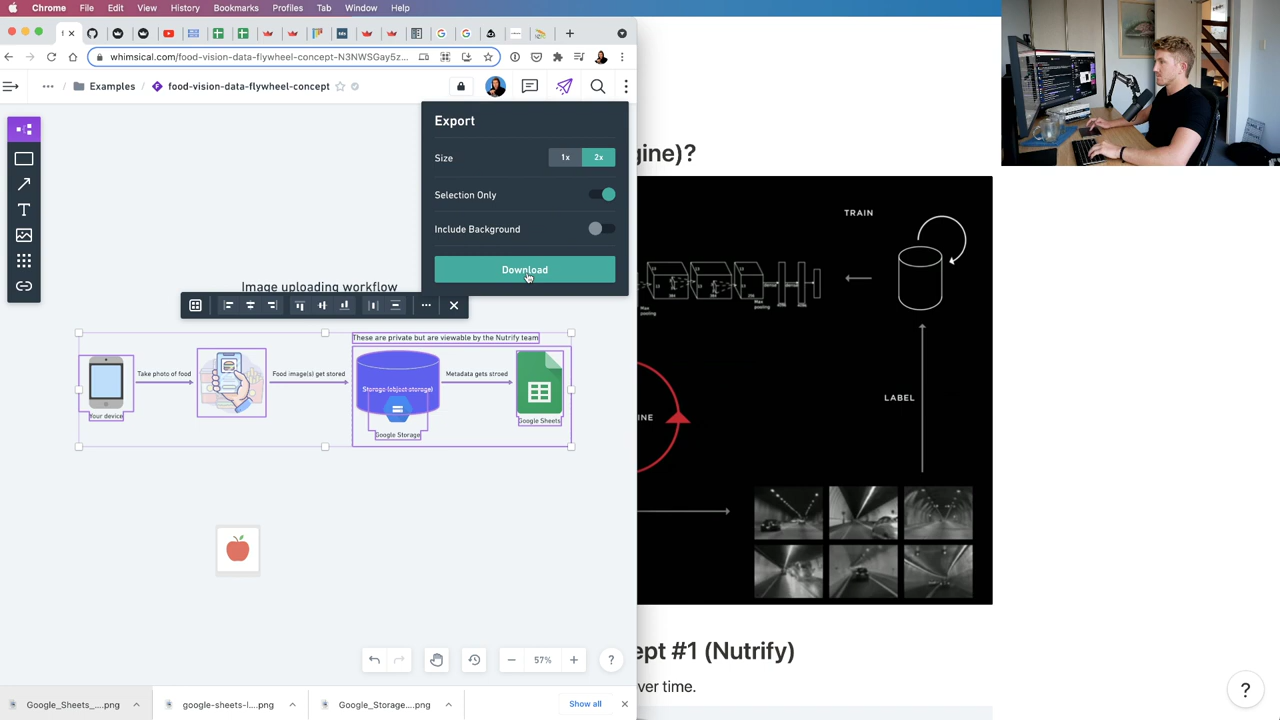 Chrome File Edit View History Bookmarks Profiles Tab Window Help
whimsical.com/food-vision-data-flywheel-concept-N3NWSGay5z...
Examples / food-vision-data-flywheel-concept
Export
Size 1x 2x
Selection Only
Include Background
Download
Image uploading workflow
These are private but are viewable by the Nutrify team
Take photo of food
Food image(s) get stored
Metadata gets stroed
Storage (object storage)
Your device
Google Storage
Google Sheets
57%
?
Google_Sheets_....png
google-sheets-l....png
Google_Storage....png
Show all
gine)?
TRAIN
Max pooling
Max pooling
LABEL
INE
ept #1 (Nutrify)
ver time.
?